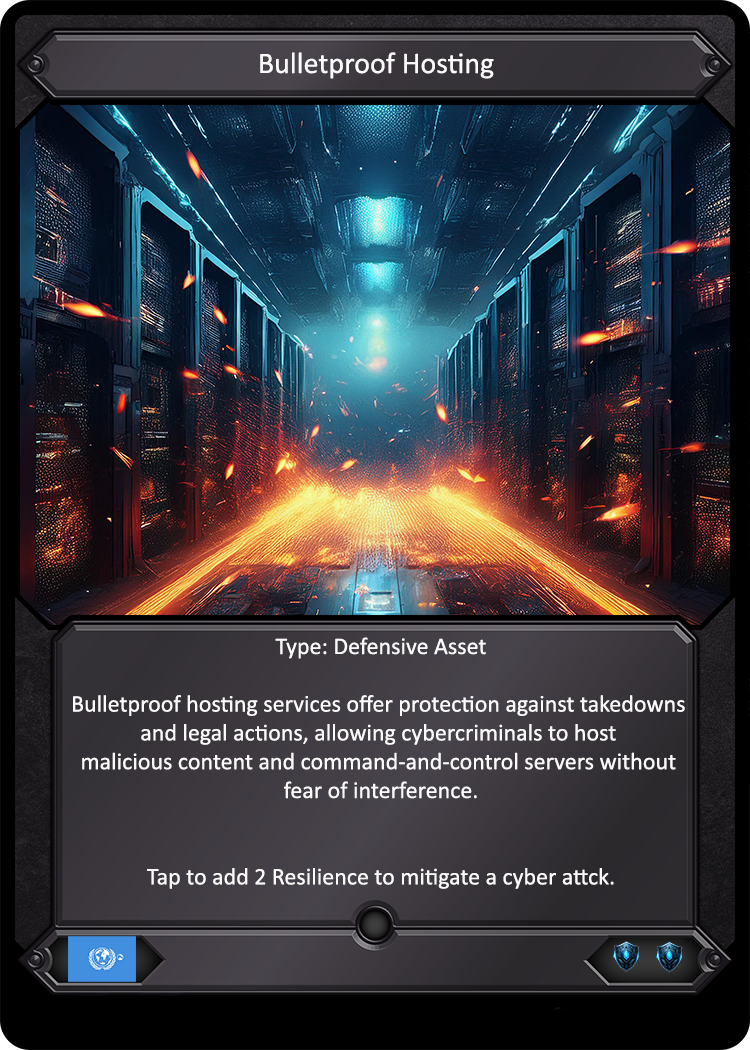 Bulletproof Hosting
Type: Defensive Asset
Bulletproof hosting services offer protection against takedowns
and legal actions, allowing cybercriminals to host
malicious content and command-and-control servers without
fear of interference.
Tap to add 2 Resilience to mitigate a cyber attck.